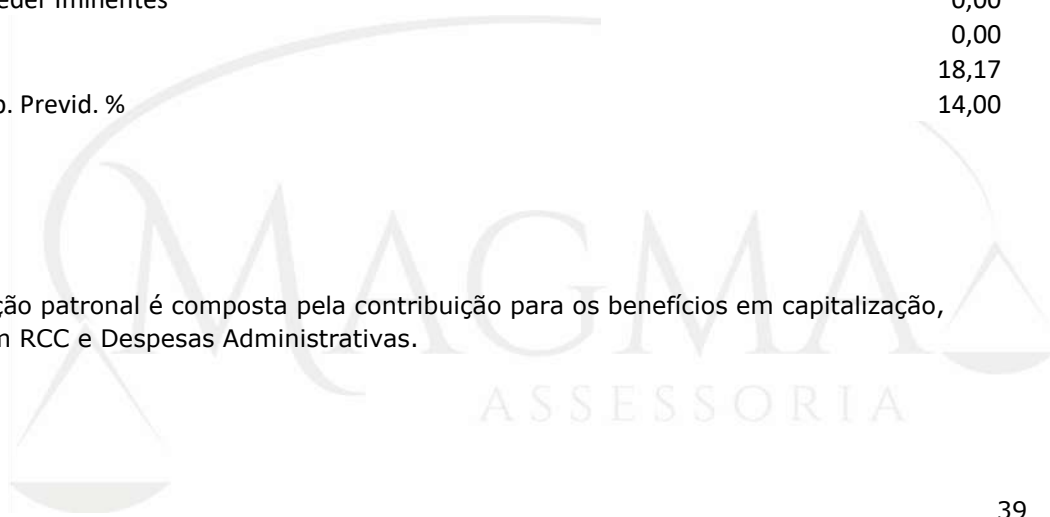 eder Iminentes 0,00
0,00
18,17
o. Previd. % 14,00
MAGMA
ção patronal é composta pela contribuição para os benefícios em capitalização,
m RCC e Despesas Administrativas.
ASSESSORIA
39